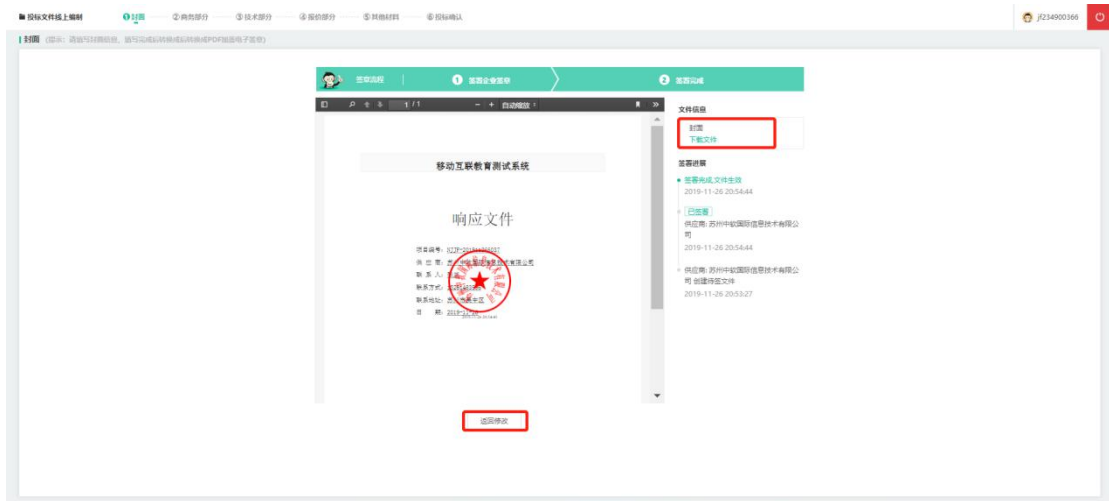 投标文件线上编制 ①封面 ②商务部分 ③技术部分 ④报价部分 ⑤其他材料 ⑥投标确认 jf234900366
封面
签章流程 1 签署企业签章 2 签署完成
1 / 1 - + 自动缩放
文件信息
封面
下载文件
移动互联教育测试系统
响应文件
项目编号:
供 应 商:
联 系 人:
联系方式:
联系地址:
日 期:
签署进展
签署完成,文件生效
2019-11-26 20:54:44
已签署
供应商: 苏州中软国际信息技术有限公
司
2019-11-26 20:54:44
供应商: 苏州中软国际信息技术有限公
司 创建待签文件
2019-11-26 20:53:27
返回修改